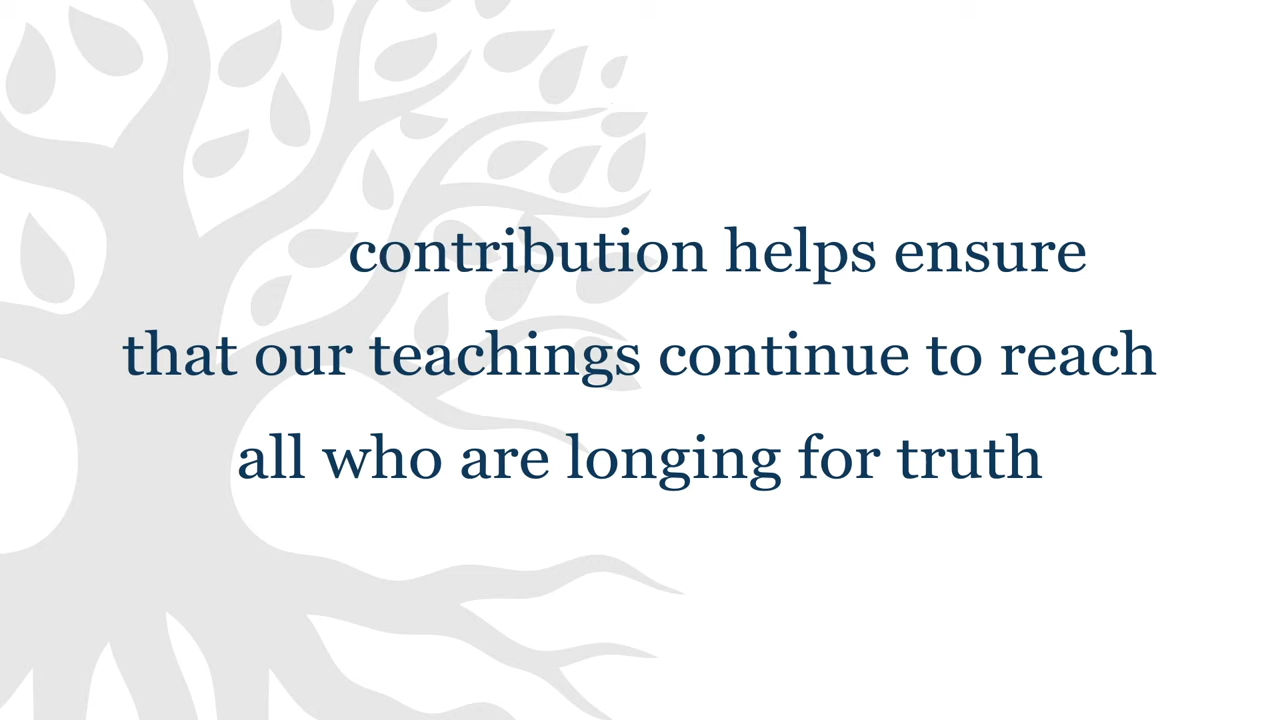 contribution helps ensure
that our teachings continue to reach
all who are longing for truth